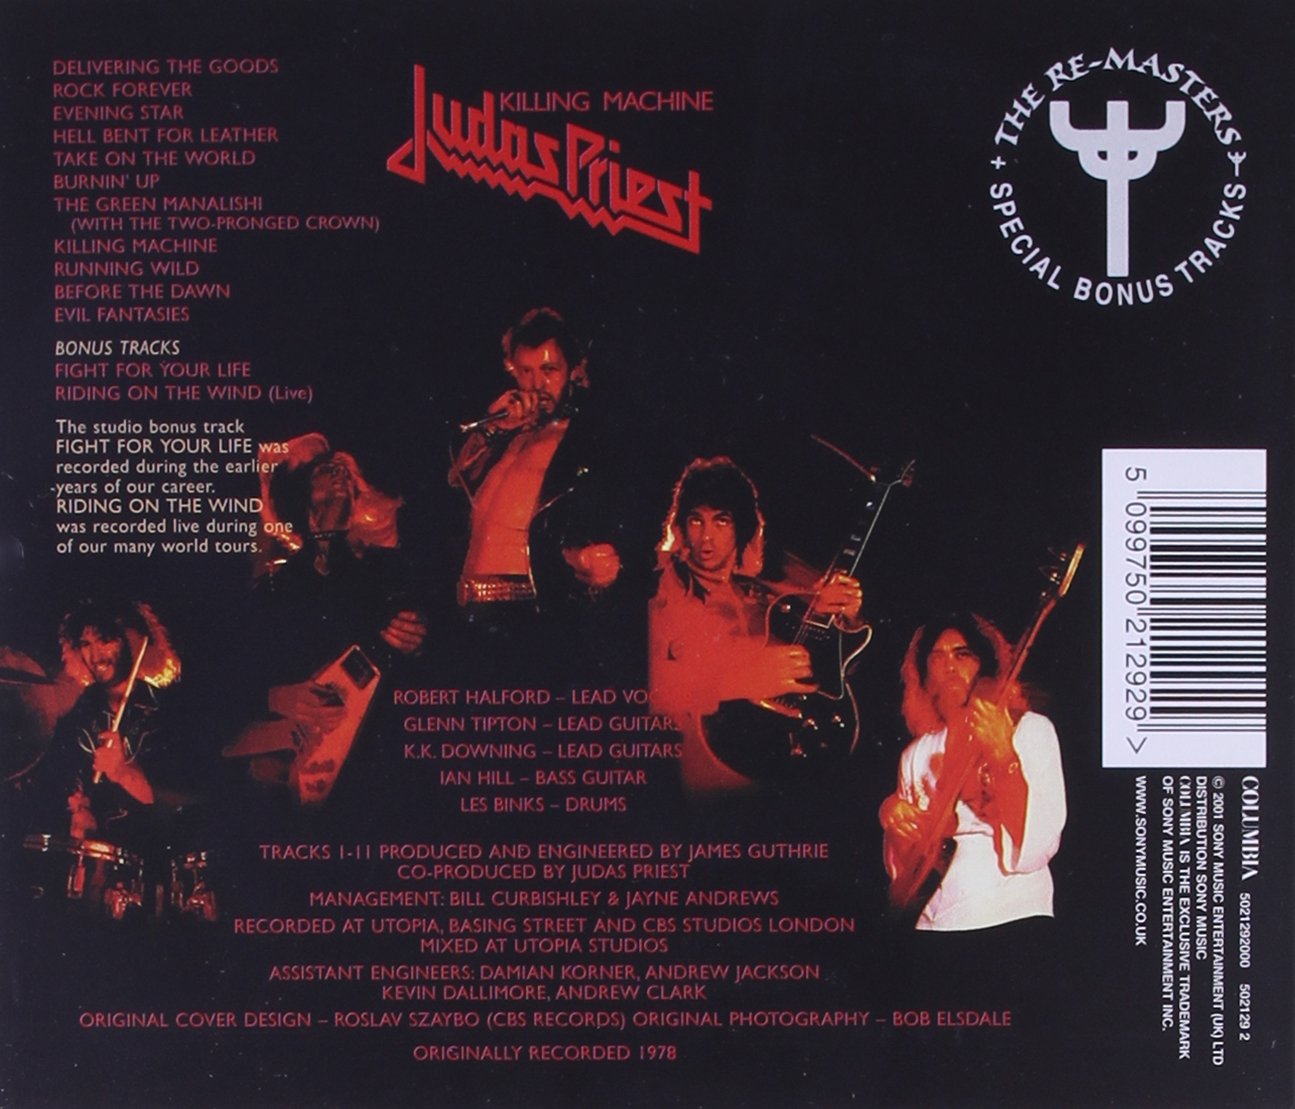 DELIVERING THE GOODS
ROCK FOREVER
EVENING STAR
HELL BENT FOR LEATHER
TAKE ON THE WORLD
BURNIN' UP
THE GREEN MANALISHI
(WITH THE TWO-PRONGED CROWN)
KILLING MACHINE
RUNNING WILD
BEFORE THE DAWN
EVIL FANTASIES
BONUS TRACKS
FIGHT FOR YOUR LIFE
RIDING ON THE WIND (Live)
The studio bonus track
FIGHT FOR YOUR LIFE was
recorded during the earlier
years of our career.
RIDING ON THE WIND
was recorded live during one
of our many world tours.
KILLING MACHINE
Judas Priest
THE RE-MASTERS
+ SPECIAL BONUS TRACKS +
ROBERT HALFORD – LEAD VOC
GLENN TIPTON – LEAD GUITARS
K.K. DOWNING – LEAD GUITARS
IAN HILL – BASS GUITAR
LES BINKS – DRUMS
TRACKS 1-11 PRODUCED AND ENGINEERED BY JAMES GUTHRIE
CO-PRODUCED BY JUDAS PRIEST
MANAGEMENT: BILL CURBISHLEY & JAYNE ANDREWS
RECORDED AT UTOPIA, BASING STREET AND CBS STUDIOS LONDON
MIXED AT UTOPIA STUDIOS
ASSISTANT ENGINEERS: DAMIAN KORNER, ANDREW JACKSON
KEVIN DALLIMORE, ANDREW CLARK
ORIGINAL COVER DESIGN – ROSLAV SZAYBO (CBS RECORDS) ORIGINAL PHOTOGRAPHY – BOB ELSDALE
ORIGINALLY RECORDED 1978
5 099750 212929 >
COLUMBIA 5021292000 502129 2
© 2001 SONY MUSIC ENTERTAINMENT (UK) LTD
DISTRIBUTION SONY MUSIC
COLUMBIA IS THE EXCLUSIVE TRADEMARK
OF SONY MUSIC ENTERTAINMENT INC.
WWW.SONYMUSIC.CO.UK